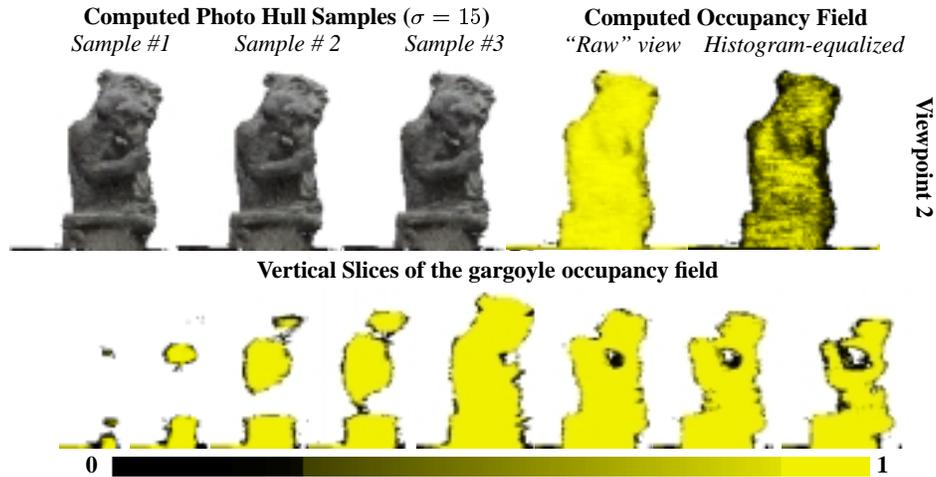 Computed Photo Hull Samples (σ = 15)
Computed Occupancy Field
Sample #1
Sample # 2
Sample #3
“Raw” view
Histogram-equalized
Viewpoint 2
Vertical Slices of the gargoyle occupancy field
0
1